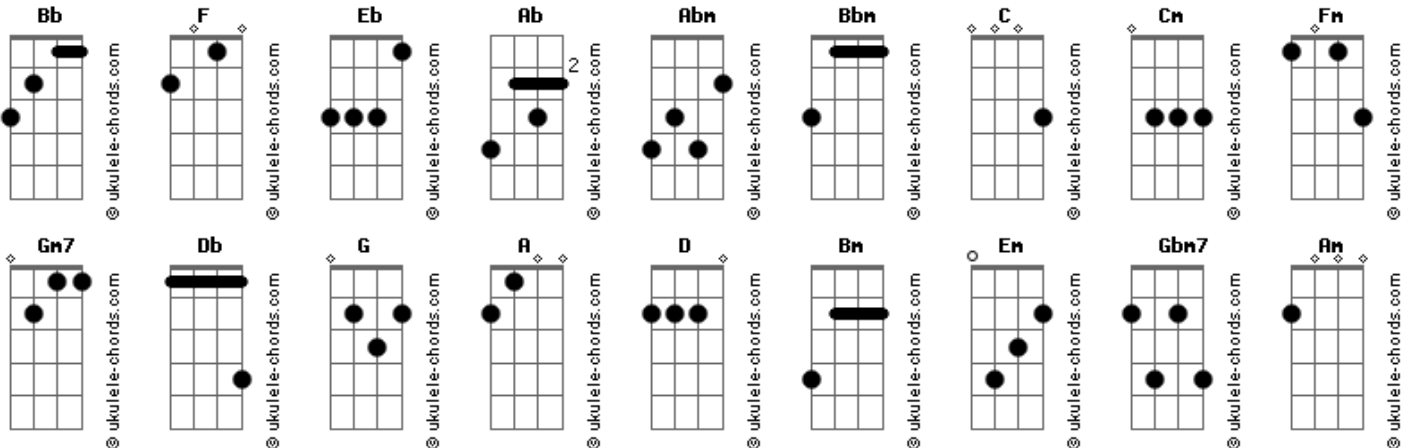 Bb F Eb Ab Abm Bbm C Cm Fm
2
© ukulele-chords.com © ukulele-chords.com © ukulele-chords.com © ukulele-chords.com © ukulele-chords.com © ukulele-chords.com © ukulele-chords.com © ukulele-chords.com © ukulele-chords.com
Gm7 Db G A D Bm Em Gbm7 Am
© ukulele-chords.com © ukulele-chords.com © ukulele-chords.com © ukulele-chords.com © ukulele-chords.com © ukulele-chords.com © ukulele-chords.com © ukulele-chords.com © ukulele-chords.com